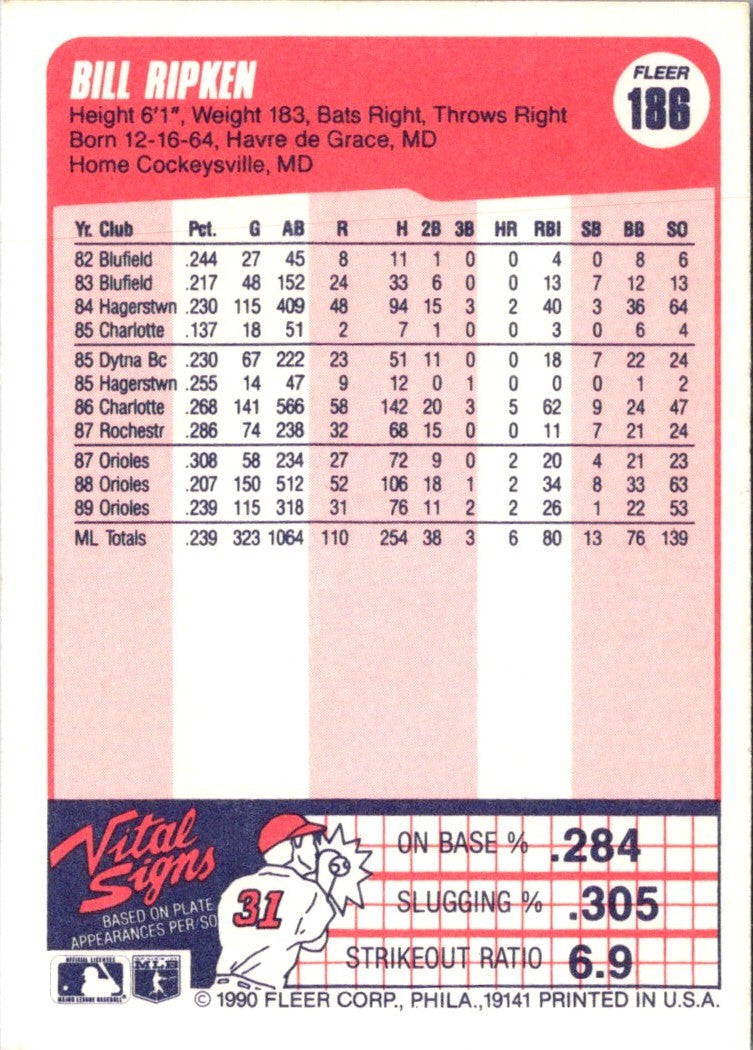 BILL RIPKEN
FLEER
186
Height 6'1", Weight 183, Bats Right, Throws Right
Born 12-16-64, Havre de Grace, MD
Home Cockeysville, MD
Yr. Club Pct. G AB R H 2B 3B HR RBI SB BB SO
82 Blufield .244 27 45 8 11 1 0 0 4 0 8 6
83 Blufield .217 48 152 24 33 6 0 0 13 7 12 13
84 Hagerstwn .230 115 409 48 94 15 3 2 40 3 36 64
85 Charlotte .137 18 51 2 7 1 0 0 3 0 6 4
85 Dytna Bc .230 67 222 23 51 11 0 0 18 7 22 24
85 Hagerstwn .255 14 47 9 12 0 1 0 0 0 1 2
86 Charlotte .268 141 566 58 142 20 3 5 62 9 24 47
87 Rochestr .286 74 238 32 68 15 0 0 11 7 21 24
87 Orioles .308 58 234 27 72 9 0 2 20 4 21 23
88 Orioles .207 150 512 52 106 18 1 2 34 8 33 63
89 Orioles .239 115 318 31 76 11 2 2 26 1 22 53
ML Totals .239 323 1064 110 254 38 3 6 80 13 76 139
Vital
Signs
BASED ON PLATE
APPEARANCES PER/SO
31
ON BASE % .284
SLUGGING % .305
STRIKEOUT RATIO 6.9
OFFICIAL LICENSEE
MAJOR LEAGUE BASEBALL
MLB
© 1990 FLEER CORP., PHILA., 19141 PRINTED IN U.S.A.